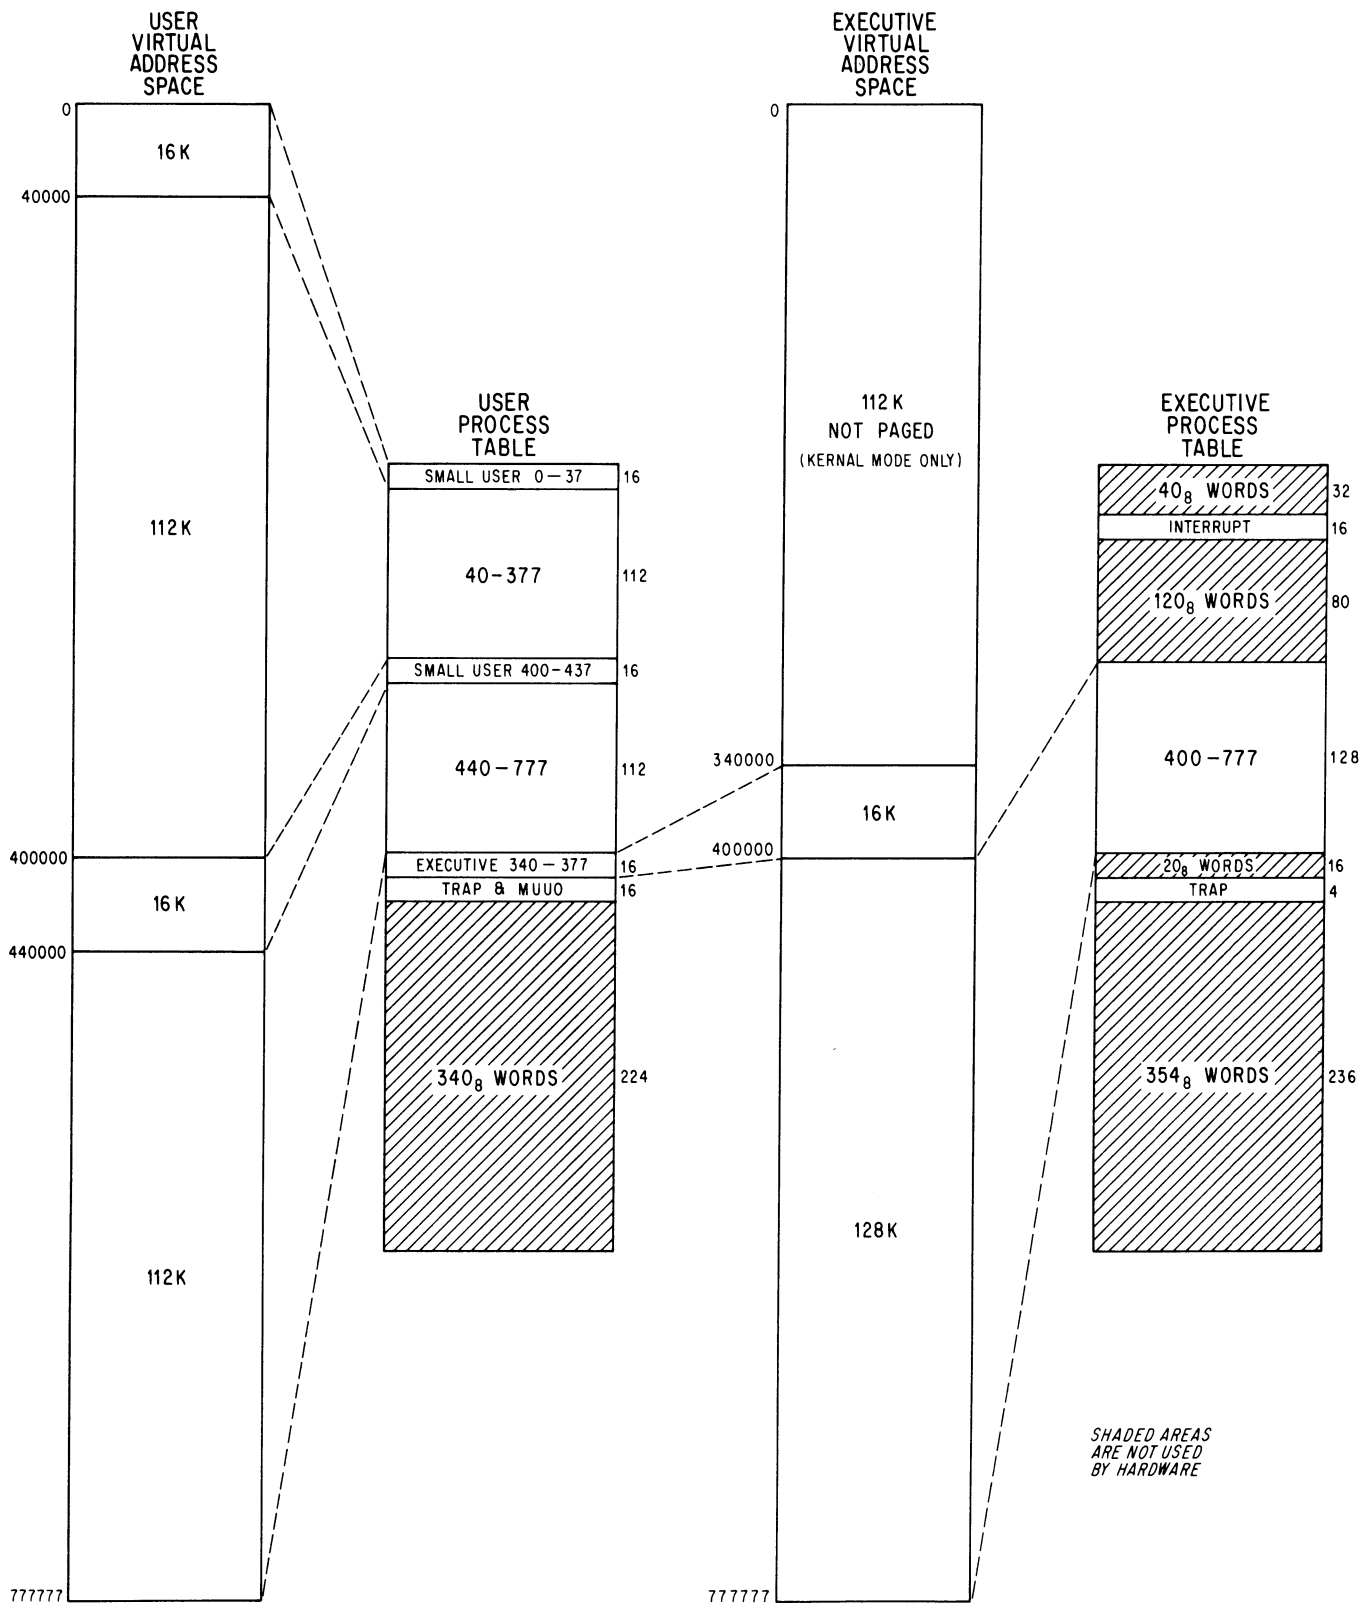 USER
VIRTUAL
ADDRESS
SPACE
0
16K
40000
112K
400000
16K
440000
112K
777777
USER
PROCESS
TABLE
SMALL USER 0-37 16
40-377 112
SMALL USER 400-437 16
440-777 112
EXECUTIVE 340-377 16
TRAP & MUUO 16
340₈ WORDS 224
EXECUTIVE
VIRTUAL
ADDRESS
SPACE
0
112K
NOT PAGED
(KERNAL MODE ONLY)
340000
16K
400000
128K
777777
EXECUTIVE
PROCESS
TABLE
40₈ WORDS 32
INTERRUPT 16
120₈ WORDS 80
400-777 128
20₈ WORDS 16
TRAP 4
354₈ WORDS 236
SHADED AREAS
ARE NOT USED
BY HARDWARE